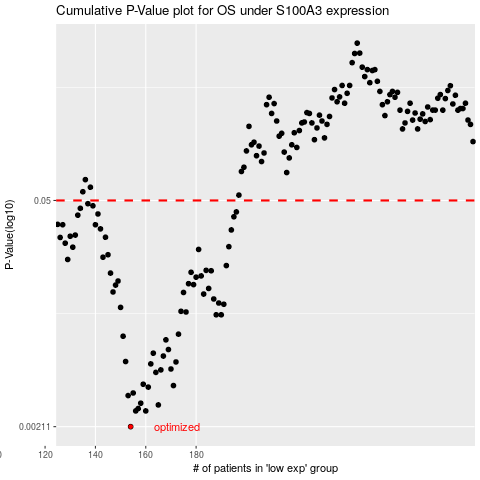 Cumulative P-Value plot for OS under S100A3 expression
P-Value(log10)
0.05
0.00211
optimized
0 120 140 160 180
# of patients in 'low exp' group